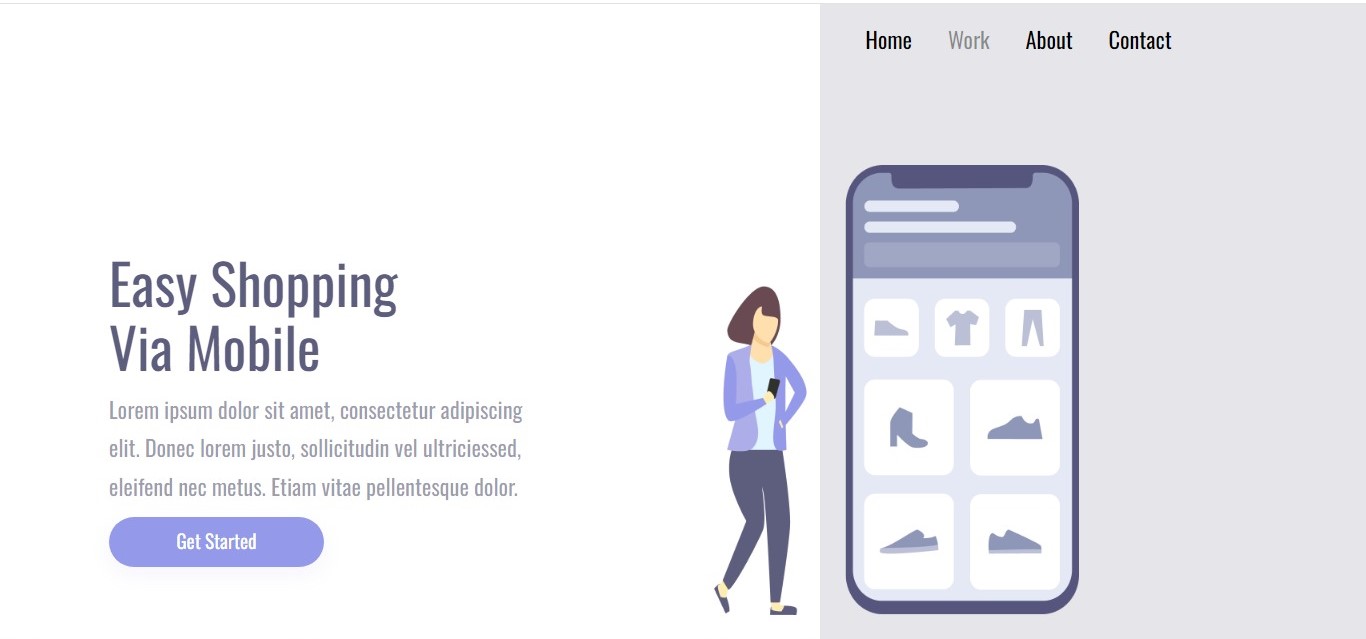 Home Work About Contact
Easy Shopping
Via Mobile
Lorem ipsum dolor sit amet, consectetur adipiscing
elit. Donec lorem justo, sollicitudin vel ultriciessed,
eleifend nec metus. Etiam vitae pellentesque dolor.
Get Started